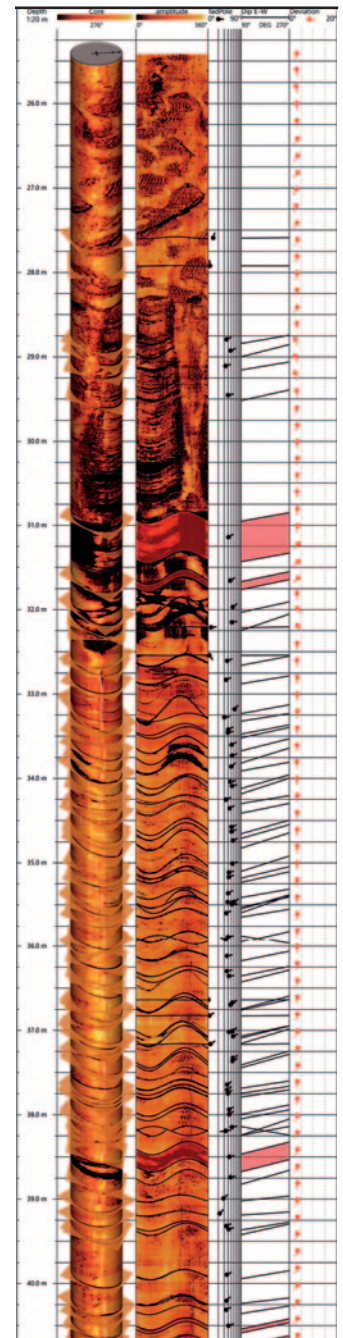 Depth Core amplitude TadPole Dip E-W Deviation
1:20 m 270° 0° 360° 0° 90° 90° DEG 270° 0° 20°
26.0 m
27.0 m
28.0 m
29.0 m
30.0 m
31.0 m
32.0 m
33.0 m
34.0 m
35.0 m
36.0 m
37.0 m
38.0 m
39.0 m
40.0 m